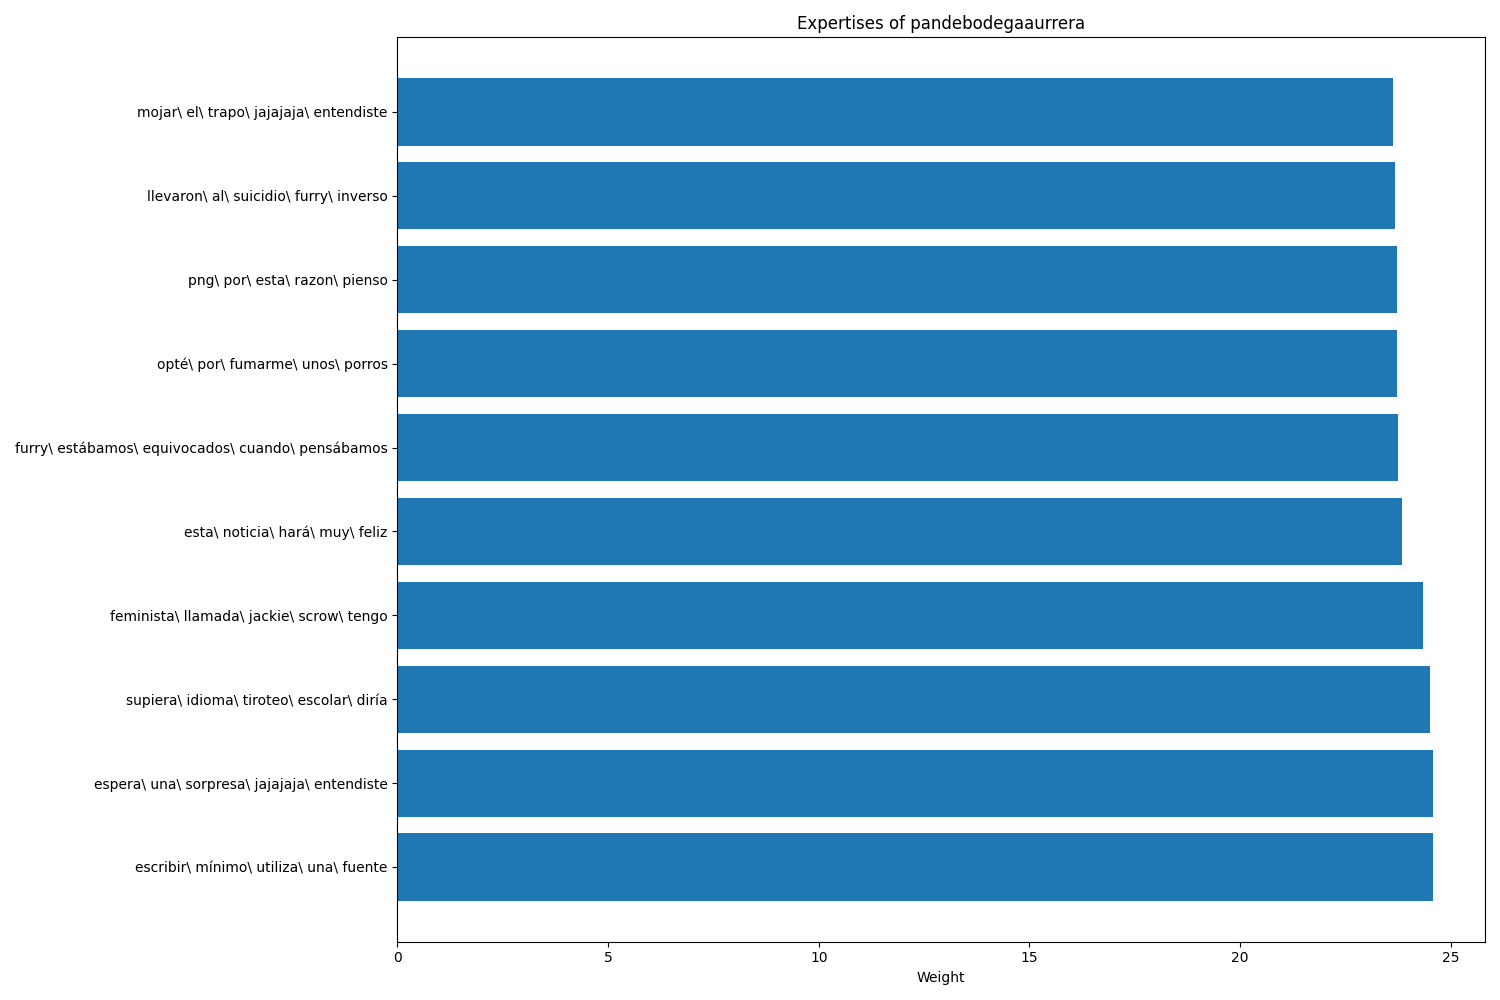 Expertises of pandebodegaaurrera
mojar\ el\ trapo\ jajajaja\ entendiste
llevaron\ al\ suicidio\ furry\ inverso
png\ por\ esta\ razon\ pienso
opté\ por\ fumarme\ unos\ porros
furry\ estábamos\ equivocados\ cuando\ pensábamos
esta\ noticia\ hará\ muy\ feliz
feminista\ llamada\ jackie\ scrow\ tengo
supiera\ idioma\ tiroteo\ escolar\ diría
espera\ una\ sorpresa\ jajajaja\ entendiste
escribir\ mínimo\ utiliza\ una\ fuente
0 5 10 15 20 25
Weight